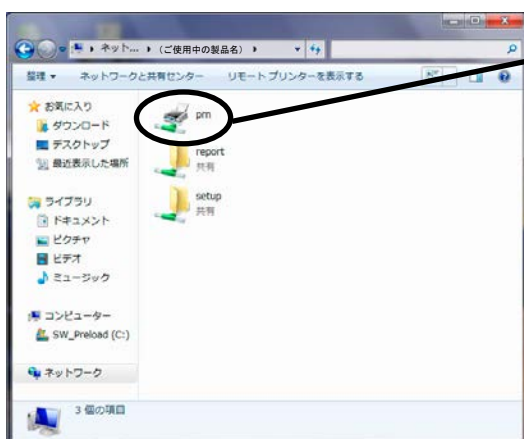 ネット... ▸ (ご使用中の製品名) ▸
整理 ▼ ネットワークと共有センター リモート プリンターを表示する
お気に入り
ダウンロード
デスクトップ
最近表示した場所
ライブラリ
ドキュメント
ピクチャ
ビデオ
ミュージック
コンピューター
SW_Preload (C:)
ネットワーク
prn
report
共有
setup
共有
3 個の項目